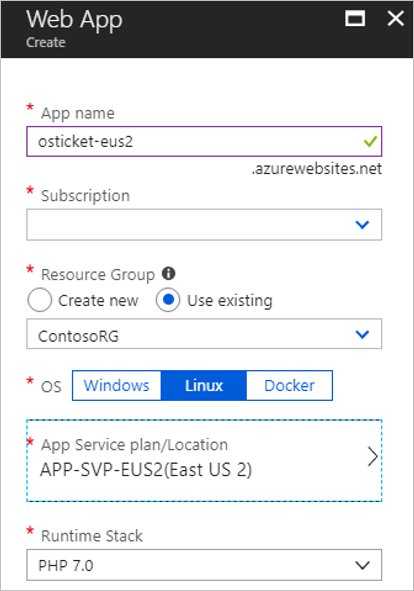 Web App
Create
* App name
osticket-eus2
.azurewebsites.net
* Subscription
* Resource Group
Create new Use existing
ContosoRG
* OS Windows Linux Docker
* App Service plan/Location
APP-SVP-EUS2(East US 2)
* Runtime Stack
PHP 7.0